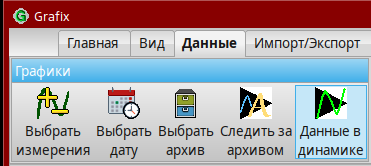 Grafix
Главная Вид Данные Импорт/Экспорт
Графики
Выбрать измерения Выбрать дату Выбрать архив Следить за архивом Данные в динамике